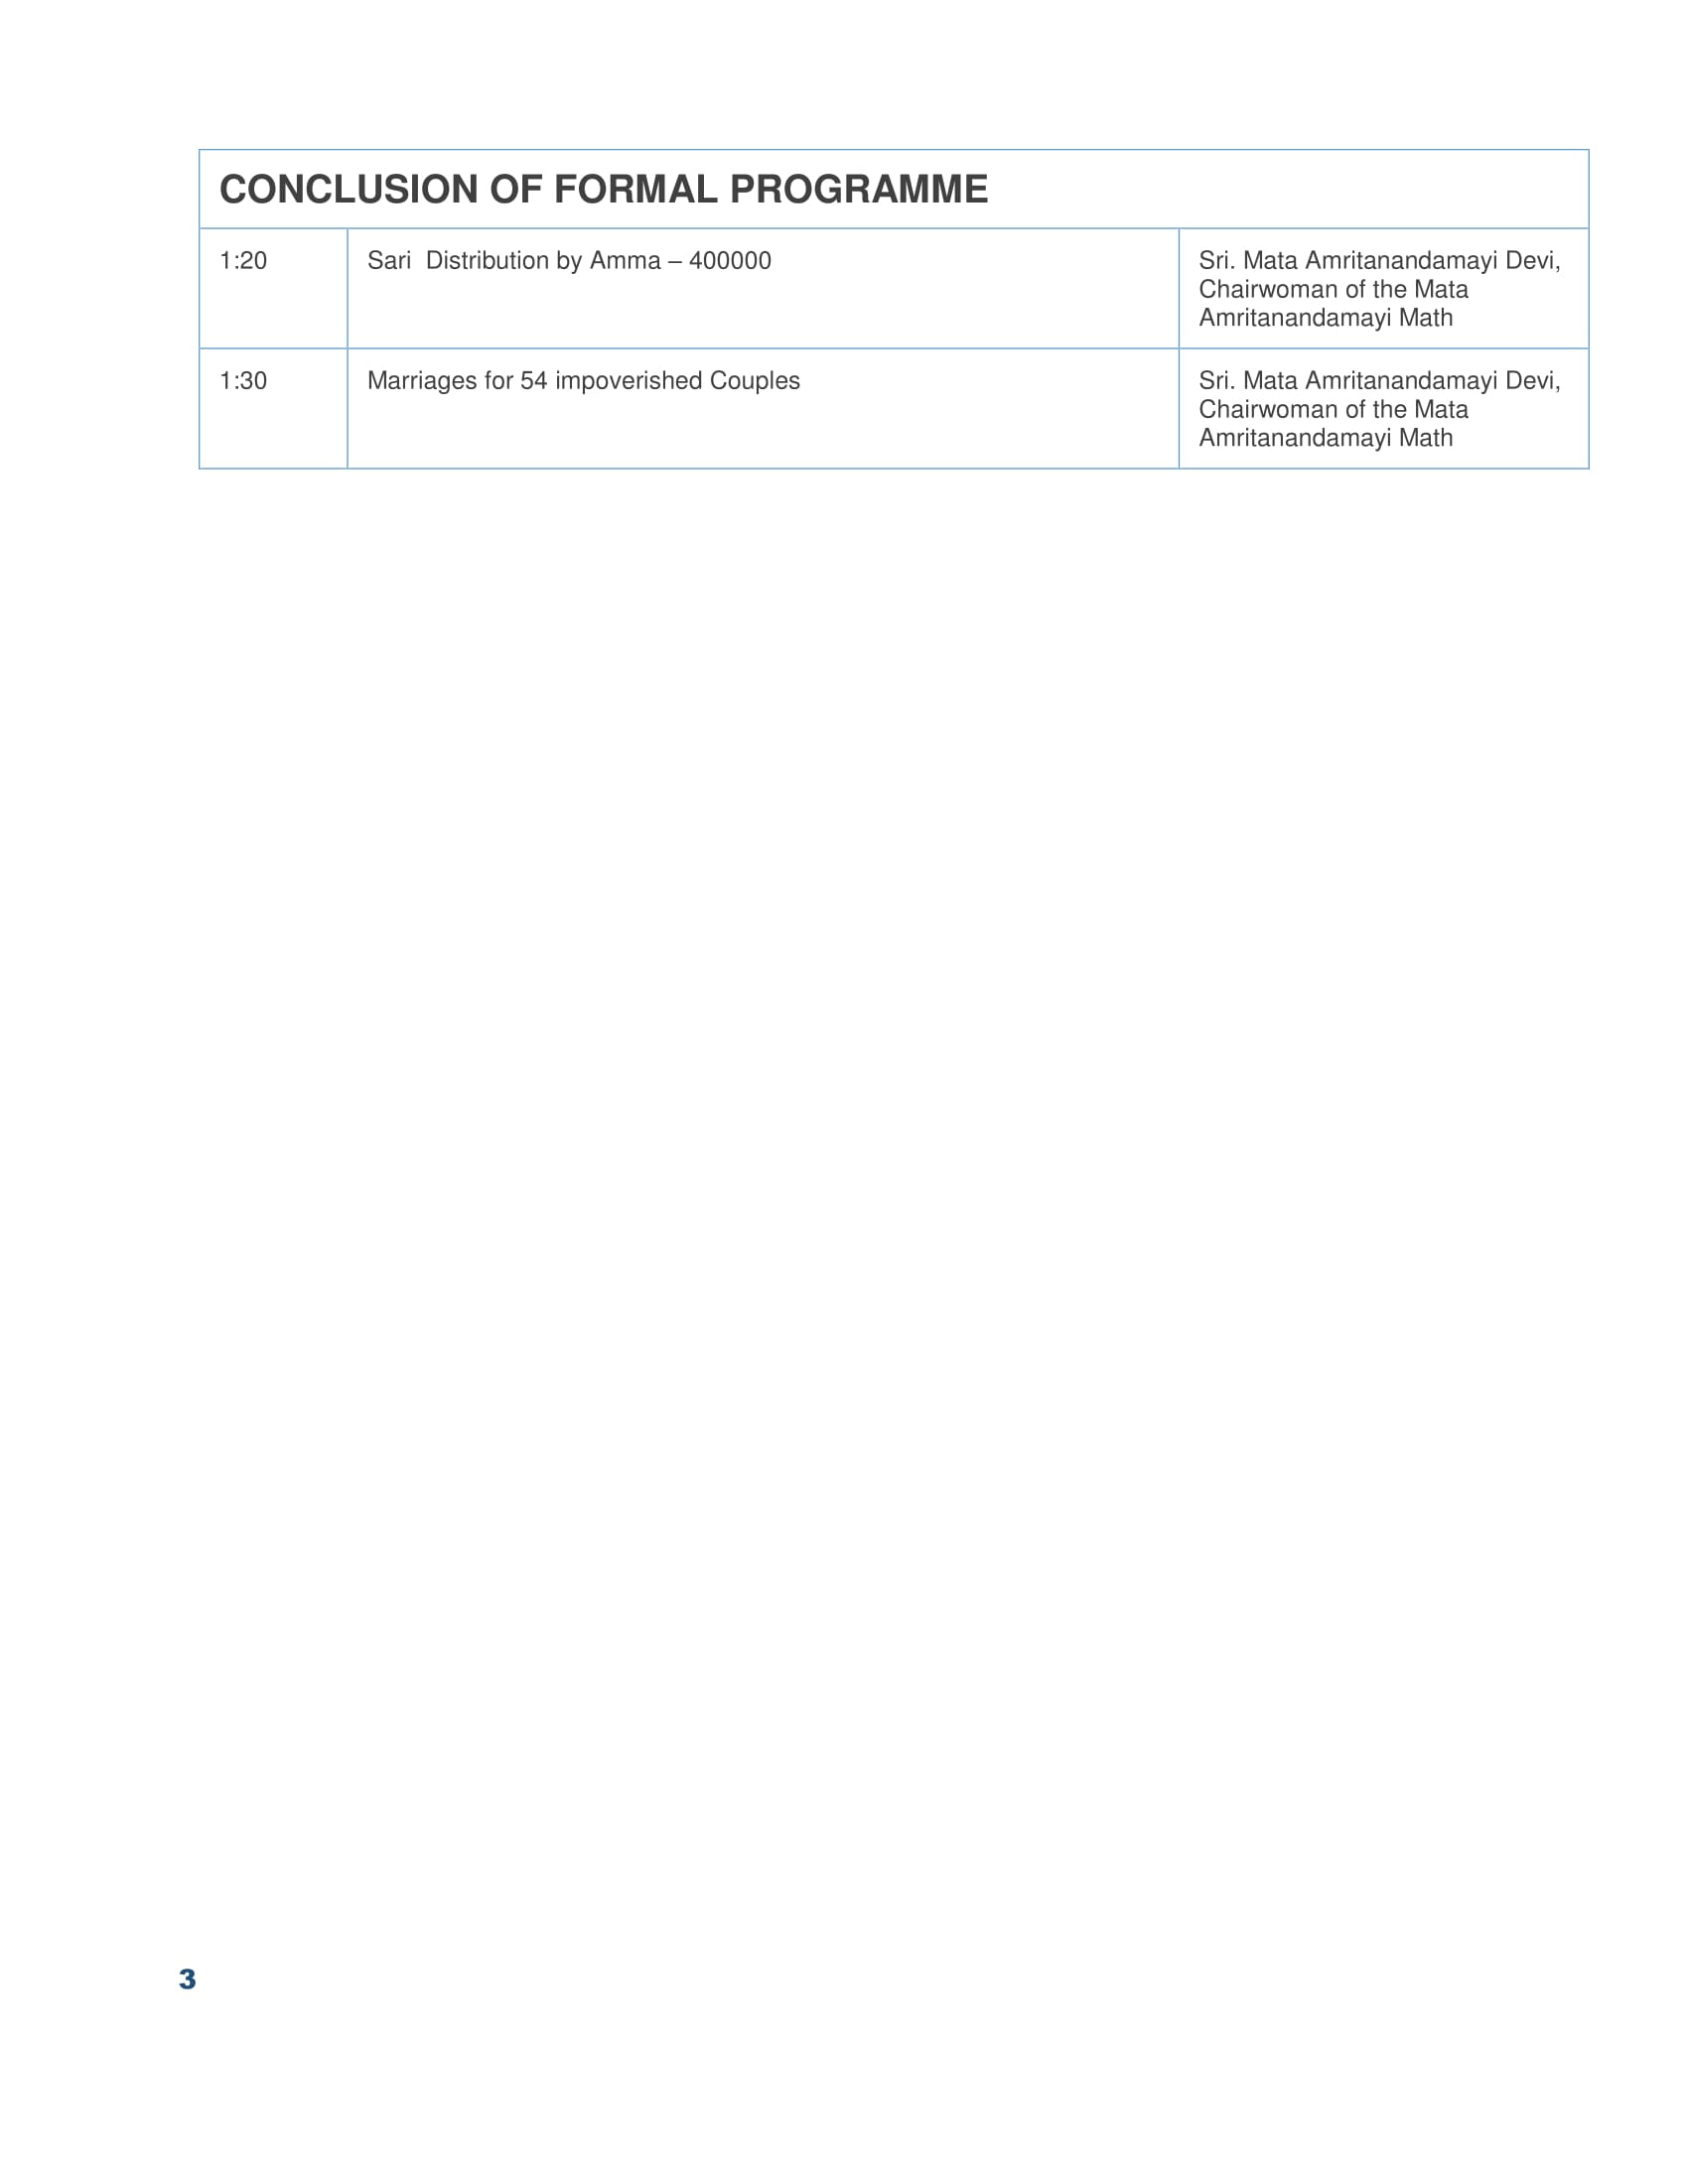 CONCLUSION OF FORMAL PROGRAMME
1:20
Sari  Distribution by Amma – 400000
Sri. Mata Amritanandamayi Devi,
Chairwoman of the Mata
Amritanandamayi Math
1:30
Marriages for 54 impoverished Couples
Sri. Mata Amritanandamayi Devi,
Chairwoman of the Mata
Amritanandamayi Math
3